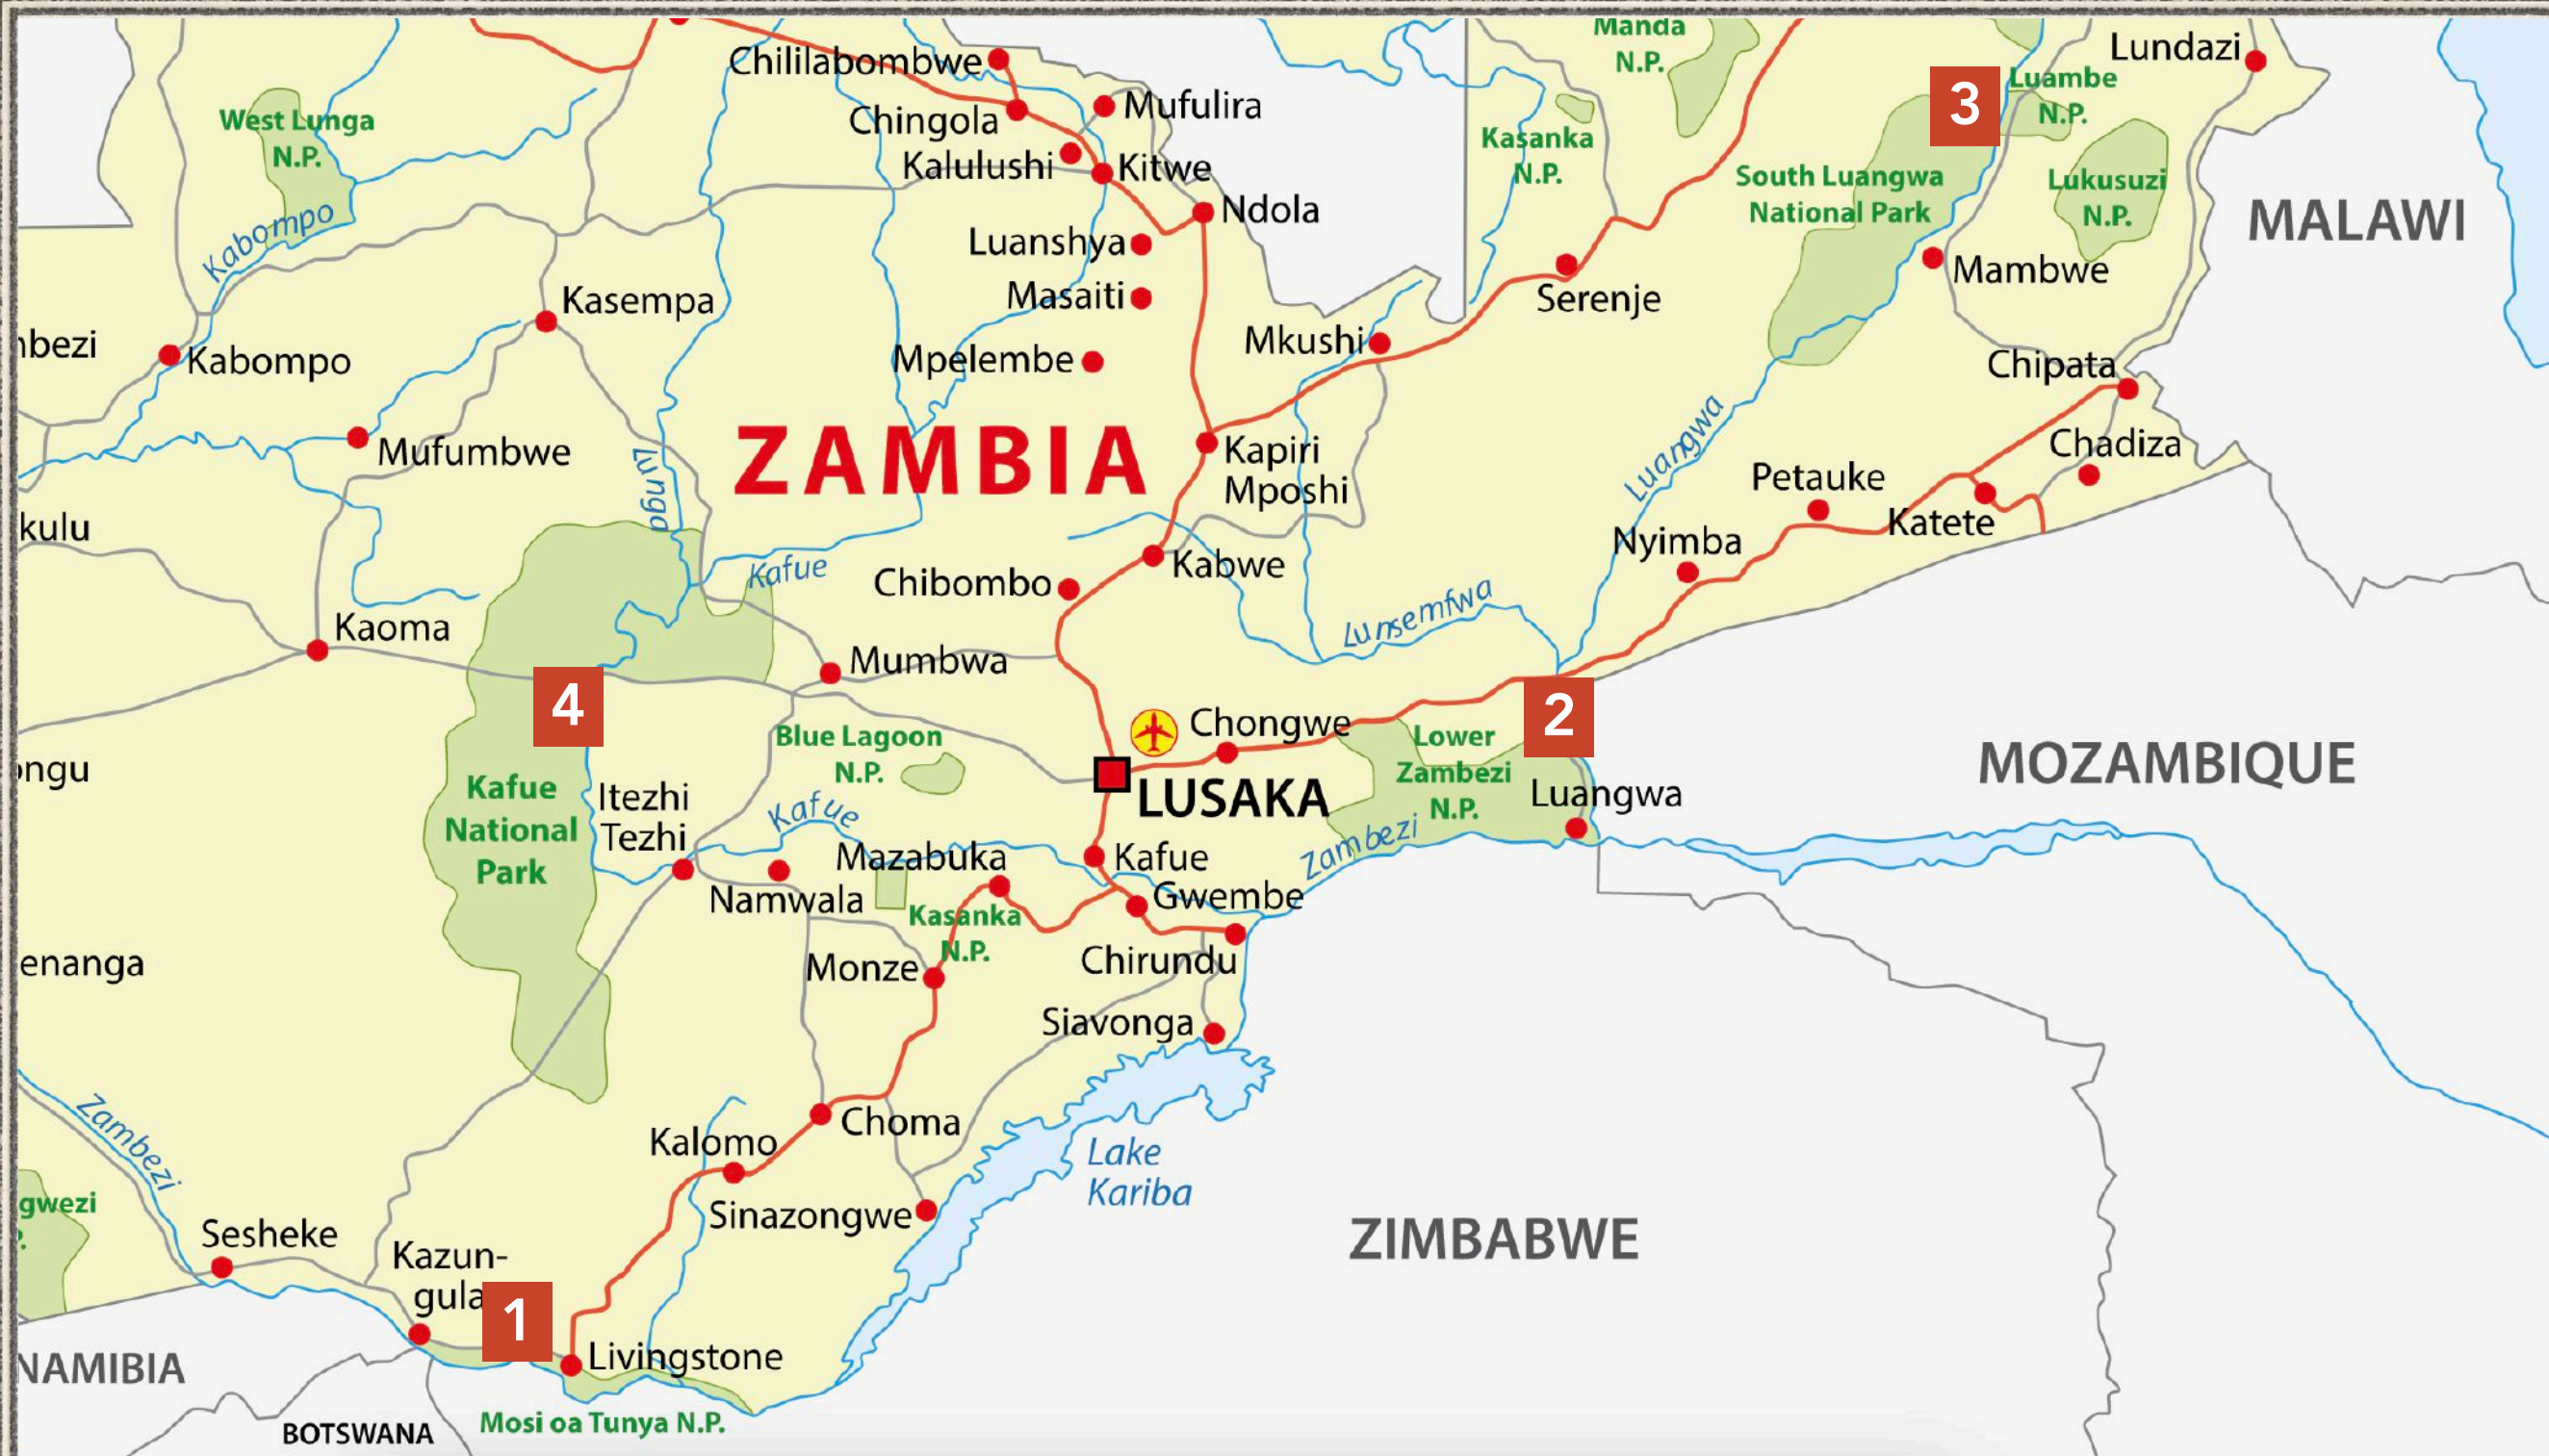 Manda
N.P.
Lundazi
Chililabombwe
Luambe
N.P.
3
Mufulira
West Lunga
N.P.
Chingola
Kasanka
N.P.
Kalulushi
Kitwe
South Luangwa
National Park
Lukusuzi
N.P.
MALAWI
Ndola
Kabompo
Luanshya
Mambwe
Masaiti
Kasempa
Serenje
nbezi
Kabompo
Mkushi
Mpelembe
Chipata
Luangwa
Mufumbwe
ZAMBIA
Kapiri
Mposhi
Chadiza
Lunga
Petauke
Katete
kulu
Nyimba
Kafue
Chibombo
Kabwe
Lunsemfwa
Kaoma
Mumbwa
4
2
Chongwe
Blue Lagoon
N.P.
Lower
Zambezi
N.P.
MOZAMBIQUE
ongu
LUSAKA
Luangwa
Kafue
National
Park
Itezhi
Tezhi
Kafue
Zambezi
Mazabuka
Kafue
Namwala
Gwembe
Kasanka
N.P.
enanga
Monze
Chirundu
Siavonga
Zambezi
Choma
Kalomo
Lake
Kariba
gwezi
P.
Sinazongwe
Sesheke
ZIMBABWE
Kazun-
gula
1
Livingstone
NAMIBIA
Mosi oa Tunya N.P.
BOTSWANA